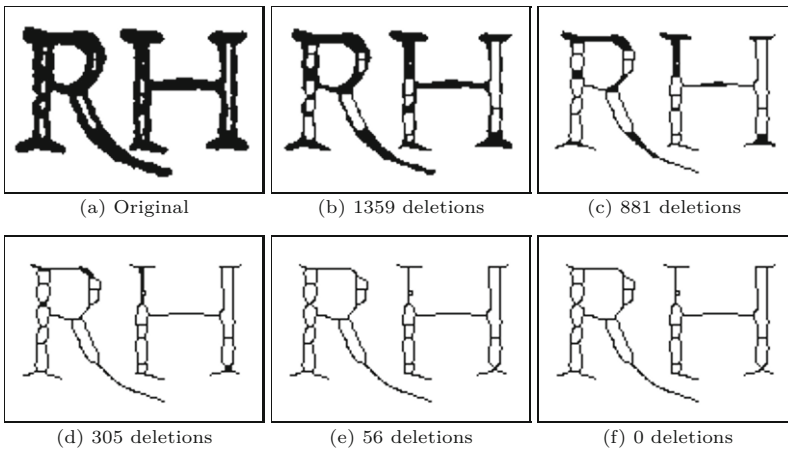 RH RH RH
(a) Original (b) 1359 deletions (c) 881 deletions
RH RH RH
(d) 305 deletions (e) 56 deletions (f) 0 deletions